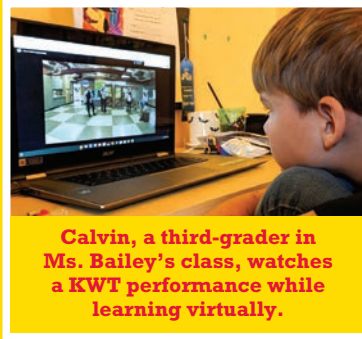 Calvin, a third-grader in
Ms. Bailey's class, watches
a KWT performance while
learning virtually.